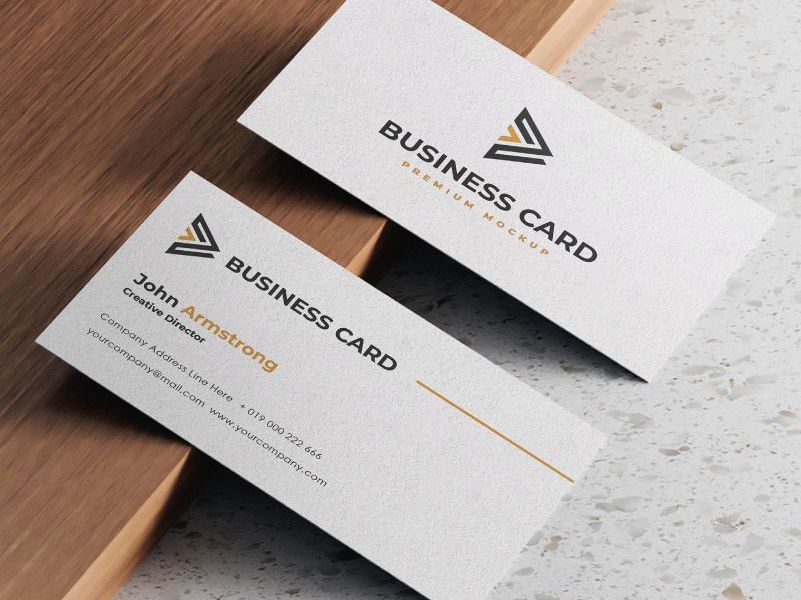 BUSINESS CARD
PREMIUM MOCKUP
BUSINESS CARD
John Armstrong
Creative Director
Company Address Line Here + 019 000 222 666
yourcompany@mail.com www.yourcompany.com